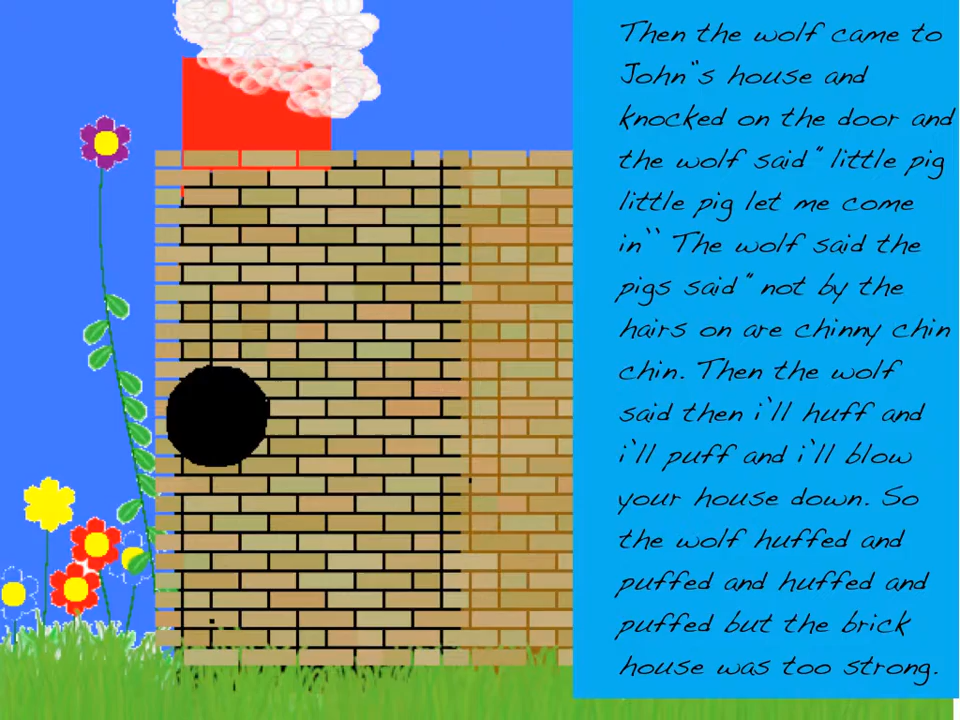 Then the wolf came to
John"s house and
knocked on the door and
the wolf said" little pig
little pig let me come
in`` The wolf said the
pigs said" not by the
hairs on are chinny chin
chin. Then the wolf
said then i`ll huff and
i`ll puff and i`ll blow
your house down. So
the wolf huffed and
puffed and huffed and
puffed but the brick
house was too strong.